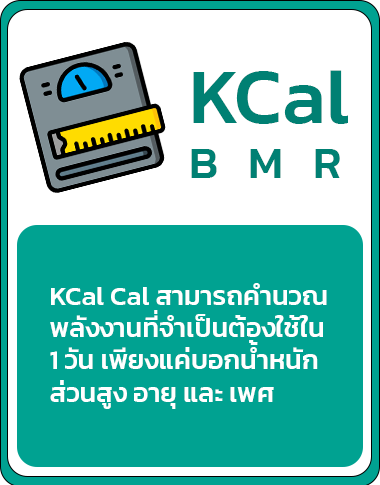 KCal
BMR
KCal Cal สามารถคำนวณ
พลังงานที่จำเป็นต้องใช้ใน
1 วัน เพียงแค่บอกน้ำหนัก
ส่วนสูง อายุ และ เพศ